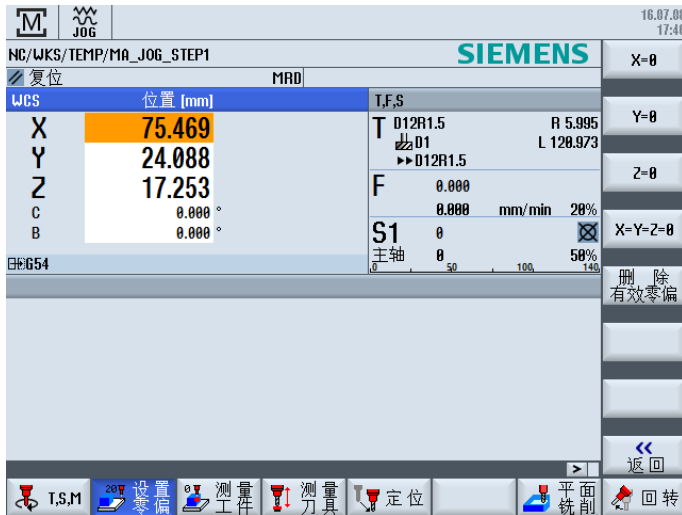 M
JOG
16.07.08
17:48
NC/WKS/TEMP/MA_JOG_STEP1
SIEMENS
复位
MRD
WCS 位置 [mm]
X 75.469
Y 24.088
Z 17.253
C 0.000 °
B 0.000 °
G54
T,F,S
T D12R1.5 R 5.995
D1 L 120.973
▸▸D12R1.5
F 0.000
0.000 mm/min 20%
S1 0
主轴 0 50%
0 50 100 140
X=0
Y=0
Z=0
X=Y=Z=0
删 除
有效零偏
«
返回
>
T,S,M
设置
零偏
测量
工件
测量
刀具
定位
平面
铣削
回转